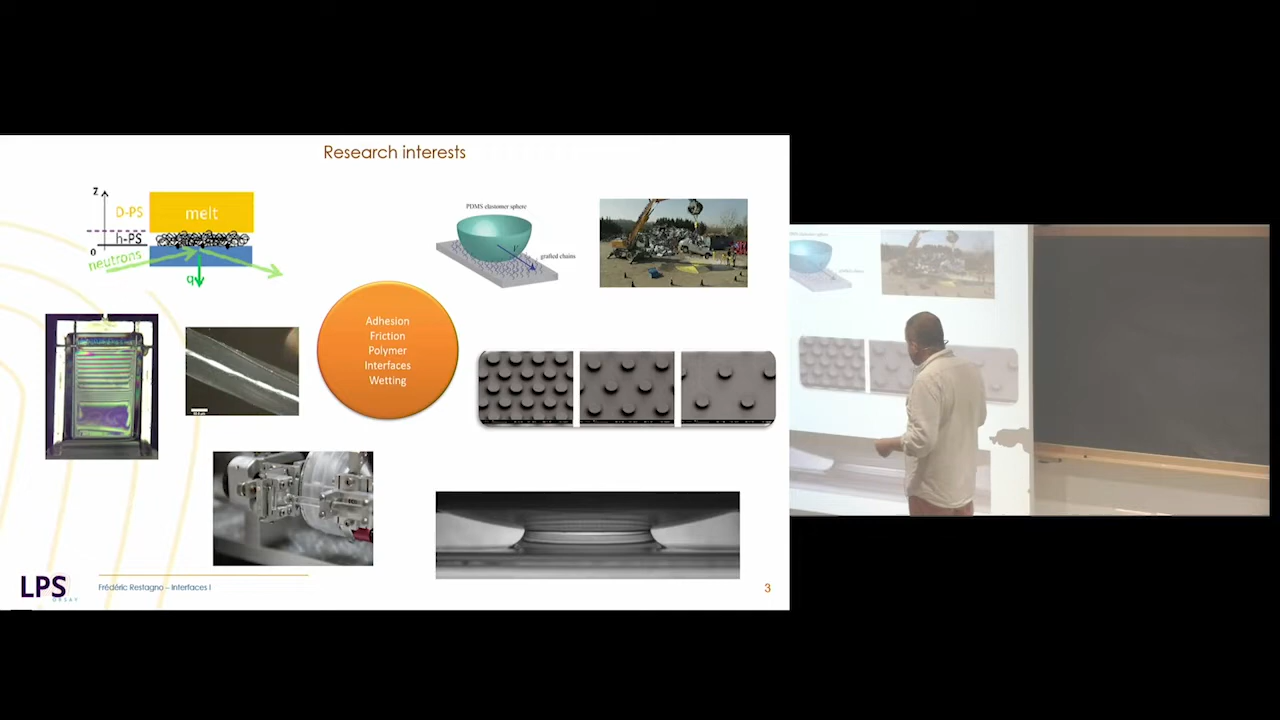 Research interests
Z
D-PS
melt
h-PS
0
neutrons
q
PDMS elastomer sphere
grafted chains
Adhesion
Friction
Polymer
Interfaces
Wetting
LPS
ORSAY
Frédéric Restagno – Interfaces I
3